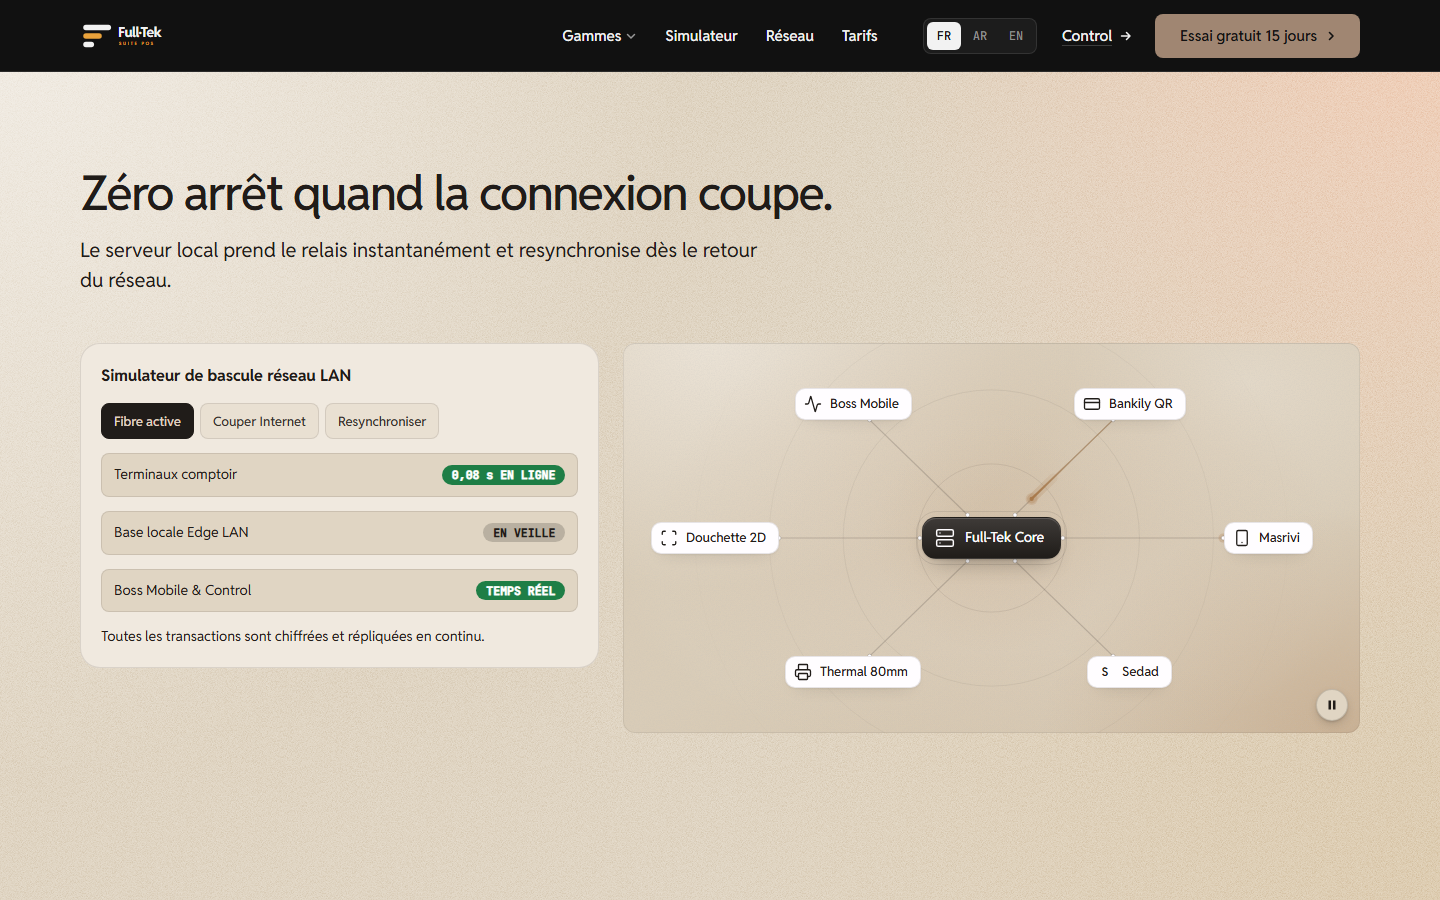 Full-Tek
SUITE POS
Gammes
Simulateur
Réseau
Tarifs
FR
AR
EN
Control
Essai gratuit 15 jours
Zéro arrêt quand la connexion coupe.
Le serveur local prend le relais instantanément et resynchronise dès le retour
du réseau.
Simulateur de bascule réseau LAN
Fibre active
Couper Internet
Resynchroniser
Terminaux comptoir
0,08 s EN LIGNE
Base locale Edge LAN
EN VEILLE
Boss Mobile & Control
TEMPS RÉEL
Toutes les transactions sont chiffrées et répliquées en continu.
Boss Mobile
Bankily QR
Douchette 2D
Full-Tek Core
Masrivi
Thermal 80mm
S Sedad